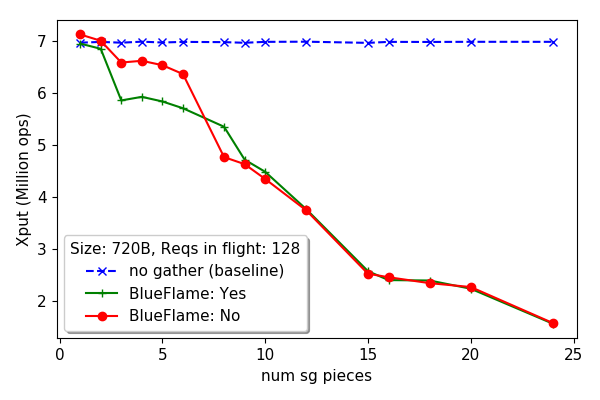 7
6
5
4
3
2
Xput (Million ops)
Size: 720B, Reqs in flight: 128
no gather (baseline)
BlueFlame: Yes
BlueFlame: No
0 5 10 15 20 25
num sg pieces